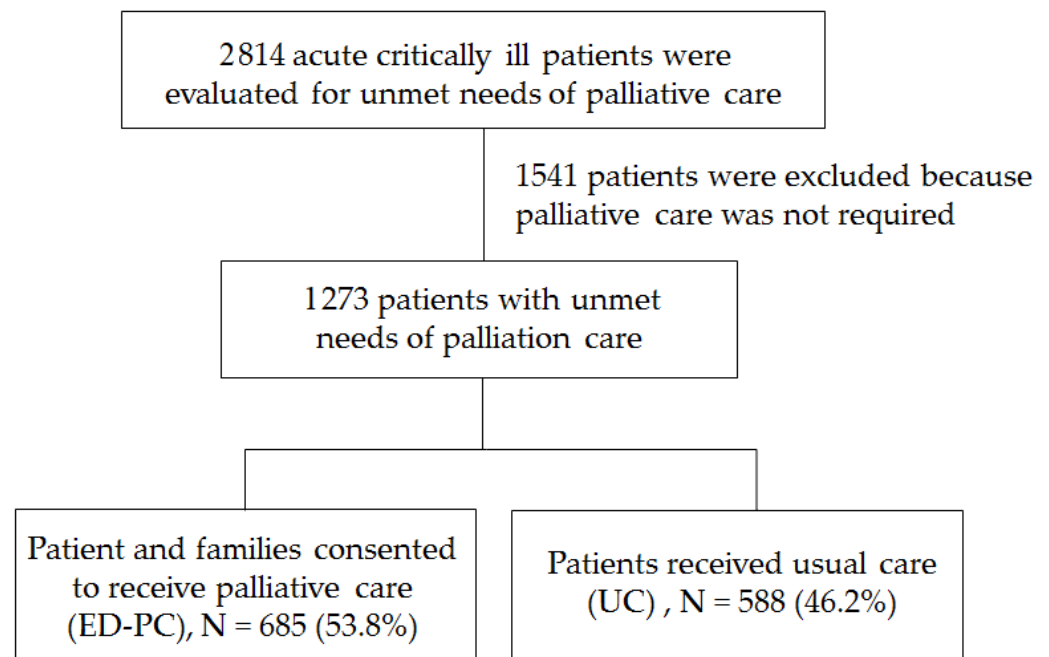 2814 acute critically ill patients were
evaluated for unmet needs of palliative care
1541 patients were excluded because
palliative care was not required
1273 patients with unmet
needs of palliation care
Patient and families consented
to receive palliative care
(ED-PC), N = 685 (53.8%)
Patients received usual care
(UC) , N = 588 (46.2%)